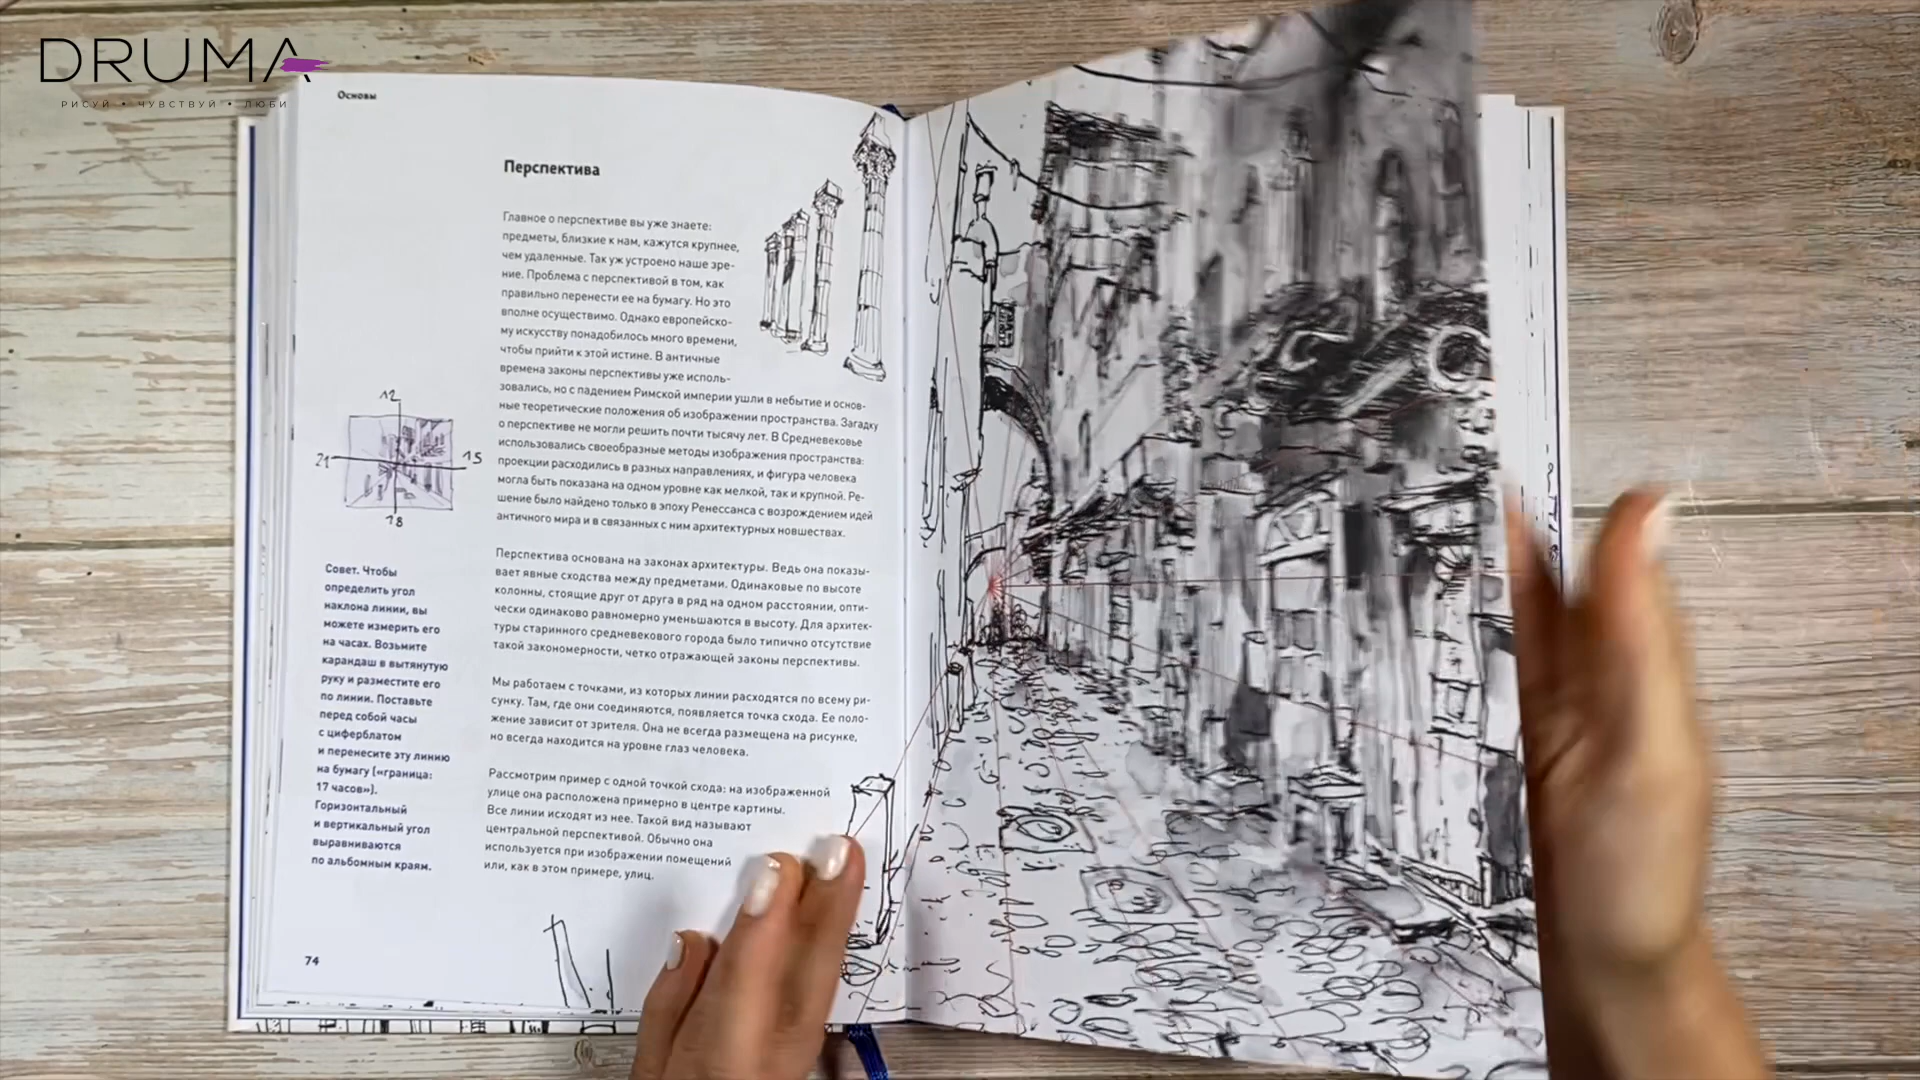 DRUMA
РИСУЙ • ЧУВСТВУЙ • ЛЮБИ
Основы
Перспектива
Главное о перспективе вы уже знаете:
предметы, близкие к нам, кажутся крупнее,
чем удаленные. Так уж устроено наше зре-
ние. Проблема с перспективой в том, как
правильно перенести ее на бумагу. Но это
вполне осуществимо. Однако европейско-
му искусству понадобилось много времени,
чтобы прийти к этой истине. В античные
времена законы перспективы уже исполь-
зовались, но с падением Римской империи ушли в небытие и основ-
ные теоретические положения об изображении пространства. Загадку
о перспективе не могли решить почти тысячу лет. В Средневековье
использовались своеобразные методы изображения пространства:
проекции расходились в разных направлениях, и фигура человека
могла быть показана на одном уровне как мелкой, так и крупной. Ре-
шение было найдено только в эпоху Ренессанса с возрождением идей
античного мира и в связанных с ним архитектурных новшествах.
Перспектива основана на законах архитектуры. Ведь она показы-
вает явные сходства между предметами. Одинаковые по высоте
колонны, стоящие друг от друга в ряд на одном расстоянии, опти-
чески одинаково равномерно уменьшаются в высоту. Для архитек-
туры старинного средневекового города было типично отсутствие
такой закономерности, четко отражающей законы перспективы.
Мы работаем с точками, из которых линии расходятся по всему ри-
сунку. Там, где они соединяются, появляется точка схода. Ее поло-
жение зависит от зрителя. Она не всегда размещена на рисунке,
но всегда находится на уровне глаз человека.
Рассмотрим пример с одной точкой схода: на изображенной
улице она расположена примерно в центре картины.
Все линии исходят из нее. Такой вид называют
центральной перспективой. Обычно она
используется при изображении помещений
или, как в этом примере, улиц.
12
21
15
18
Совет. Чтобы
определить угол
наклона линии, вы
можете измерить его
на часах. Возьмите
карандаш в вытянутую
руку и разместите его
по линии. Поставьте
перед собой часы
с циферблатом
и перенесите эту линию
на бумагу («граница:
17 часов»).
Горизонтальный
и вертикальный угол
выравниваются
по альбомным краям.
74